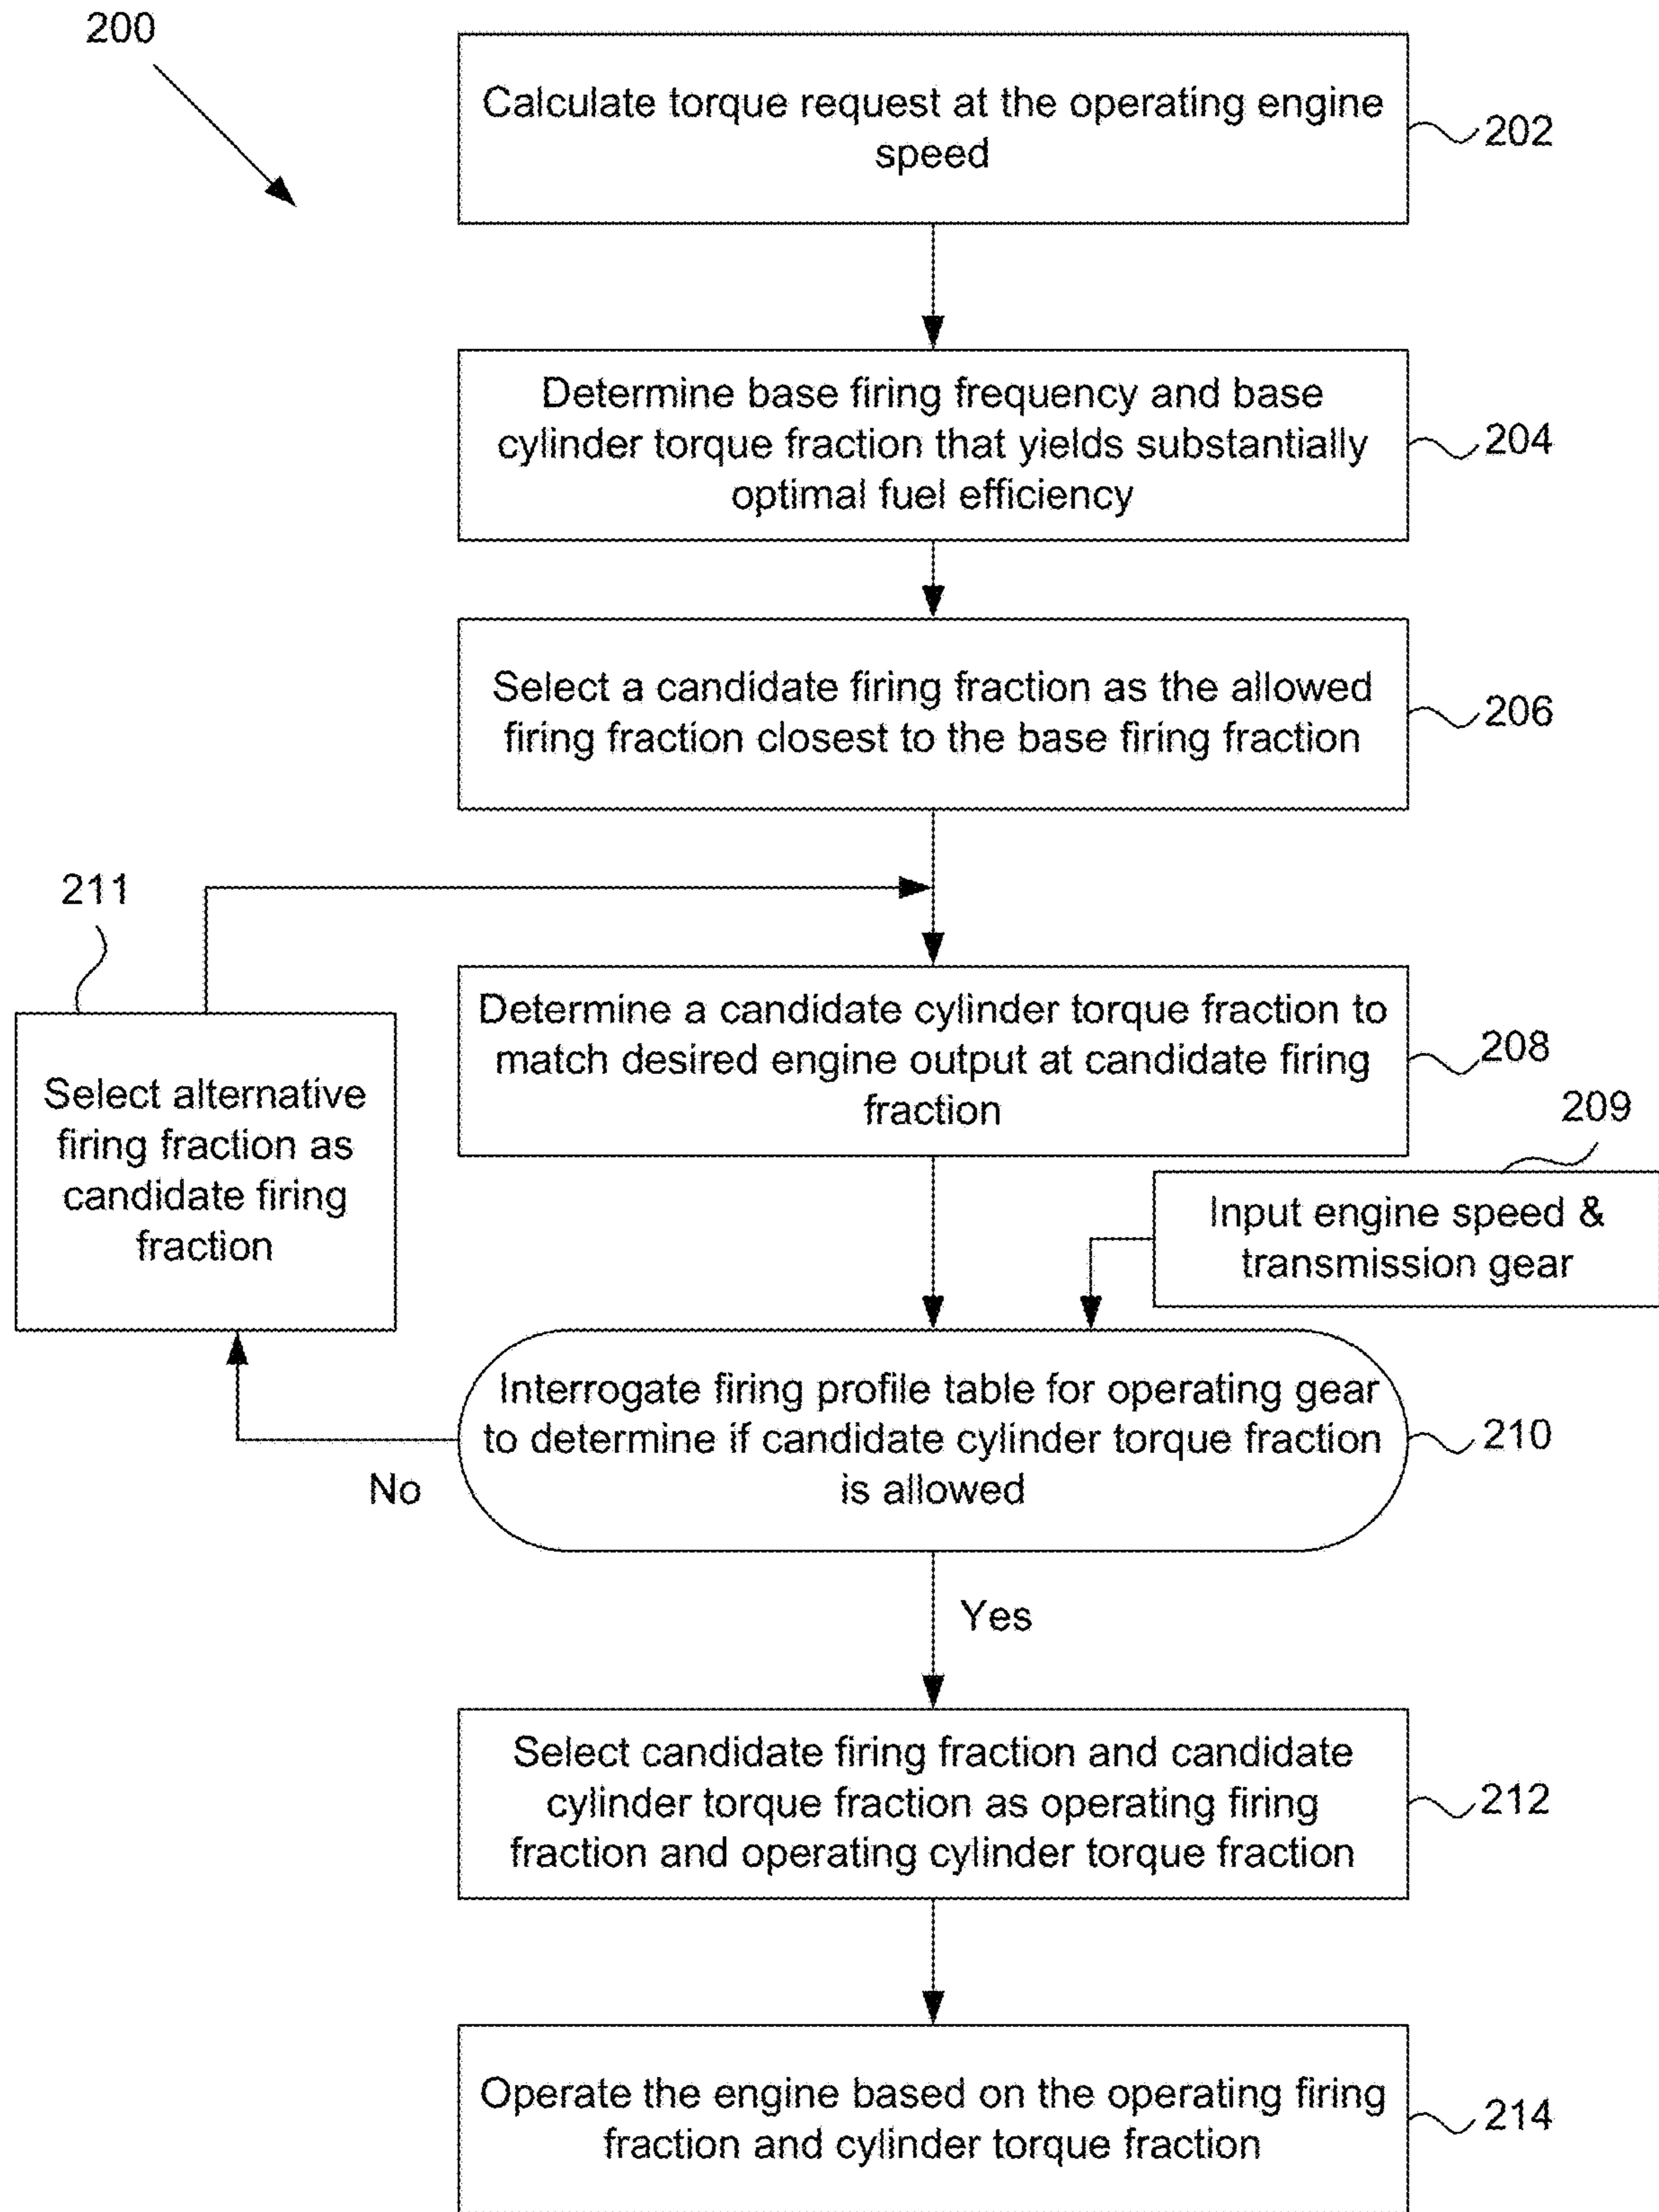 200
Calculate torque request at the operating engine
speed
202
Determine base firing frequency and base
cylinder torque fraction that yields substantially
optimal fuel efficiency
204
Select a candidate firing fraction as the allowed
firing fraction closest to the base firing fraction
206
211
Select alternative
firing fraction as
candidate firing
fraction
Determine a candidate cylinder torque fraction to
match desired engine output at candidate firing
fraction
208
209
Input engine speed &
transmission gear
Interrogate firing profile table for operating gear
to determine if candidate cylinder torque fraction
is allowed
210
No
Yes
Select candidate firing fraction and candidate
cylinder torque fraction as operating firing
fraction and operating cylinder torque fraction
212
Operate the engine based on the operating firing
fraction and cylinder torque fraction
214